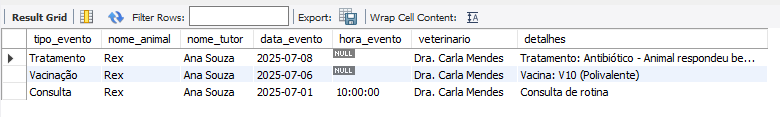 Result Grid Filter Rows: Export: Wrap Cell Content: IA
tipo_evento nome_animal nome_tutor data_evento hora_evento veterinario detalhes
Tratamento Rex Ana Souza 2025-07-08 NULL Dra. Carla Mendes Tratamento: Antibiótico - Animal respondeu be...
Vacinação Rex Ana Souza 2025-07-06 NULL Dra. Carla Mendes Vacina: V10 (Polivalente)
Consulta Rex Ana Souza 2025-07-01 10:00:00 Dra. Carla Mendes Consulta de rotina